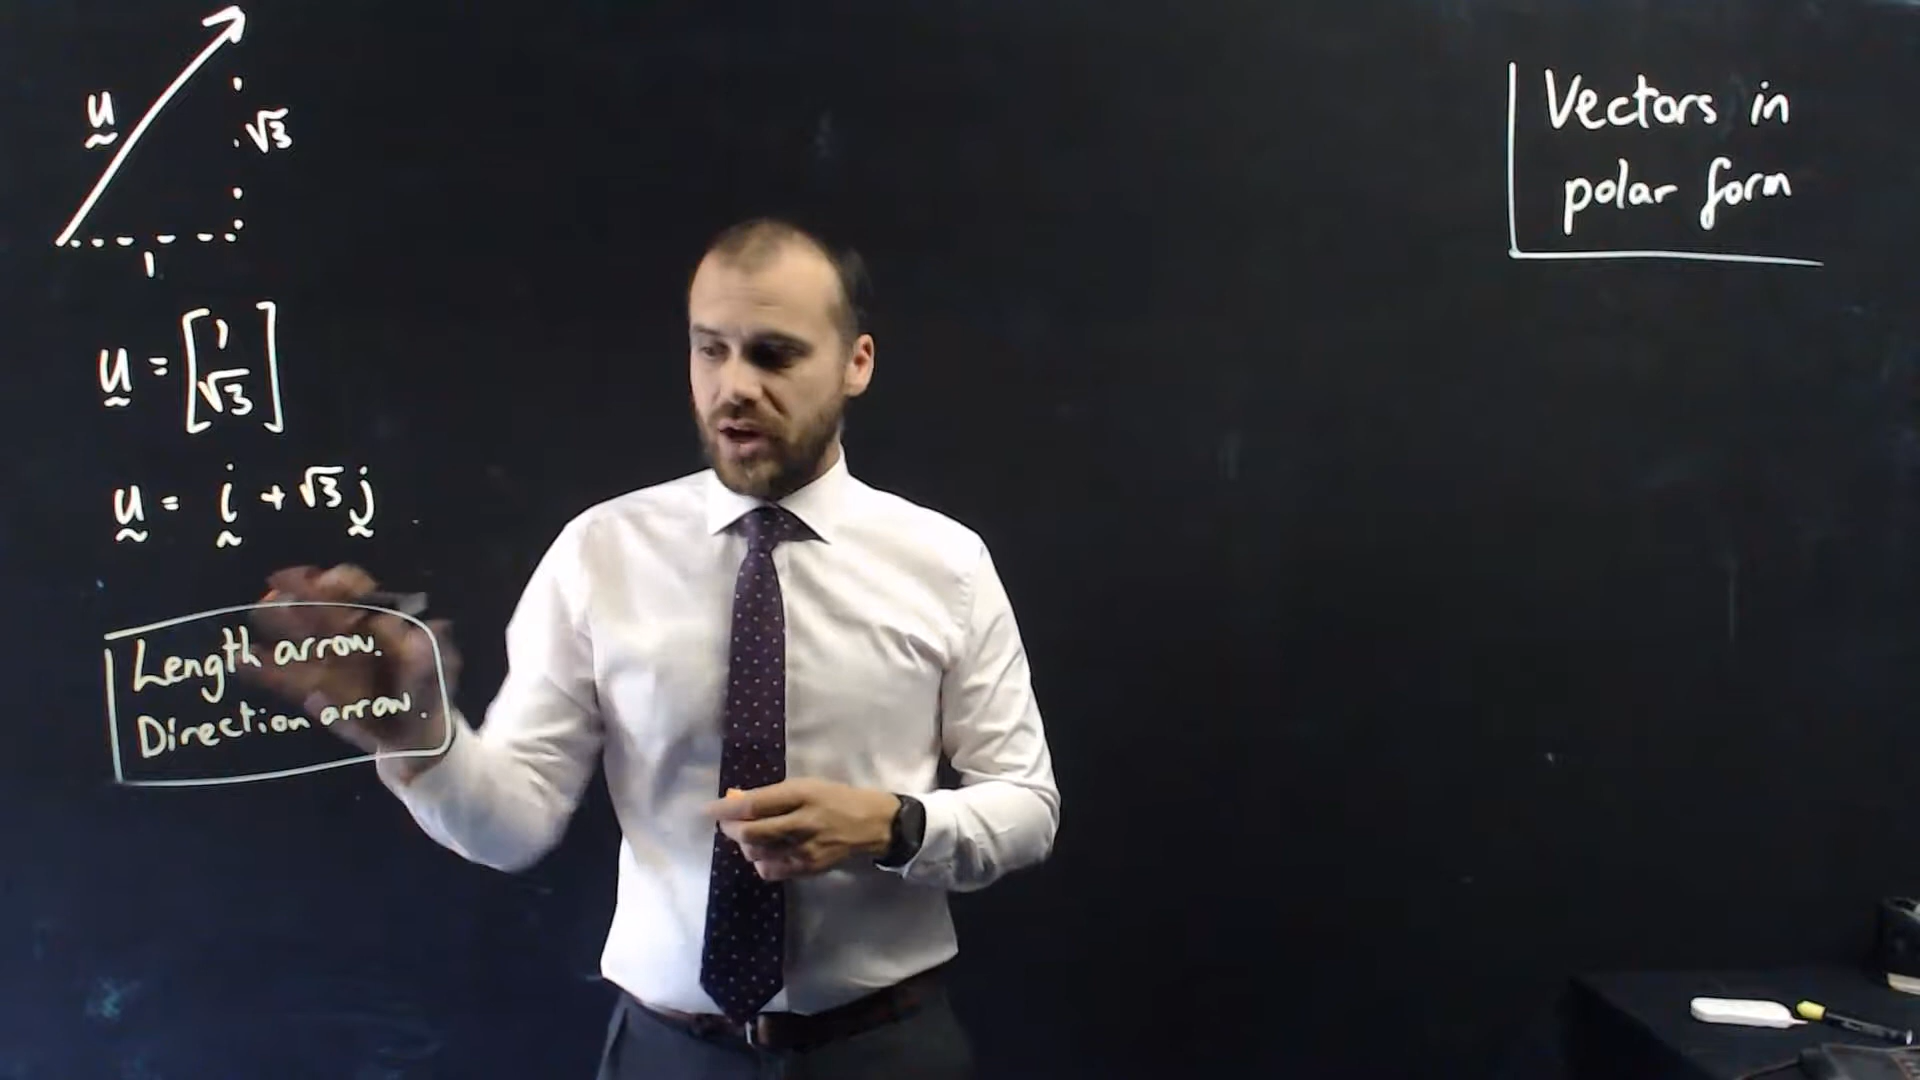 u
√3
1
u = [1
√3]
u = i + √3 j
Length arrow.
Direction arrow.
Vectors in
polar form